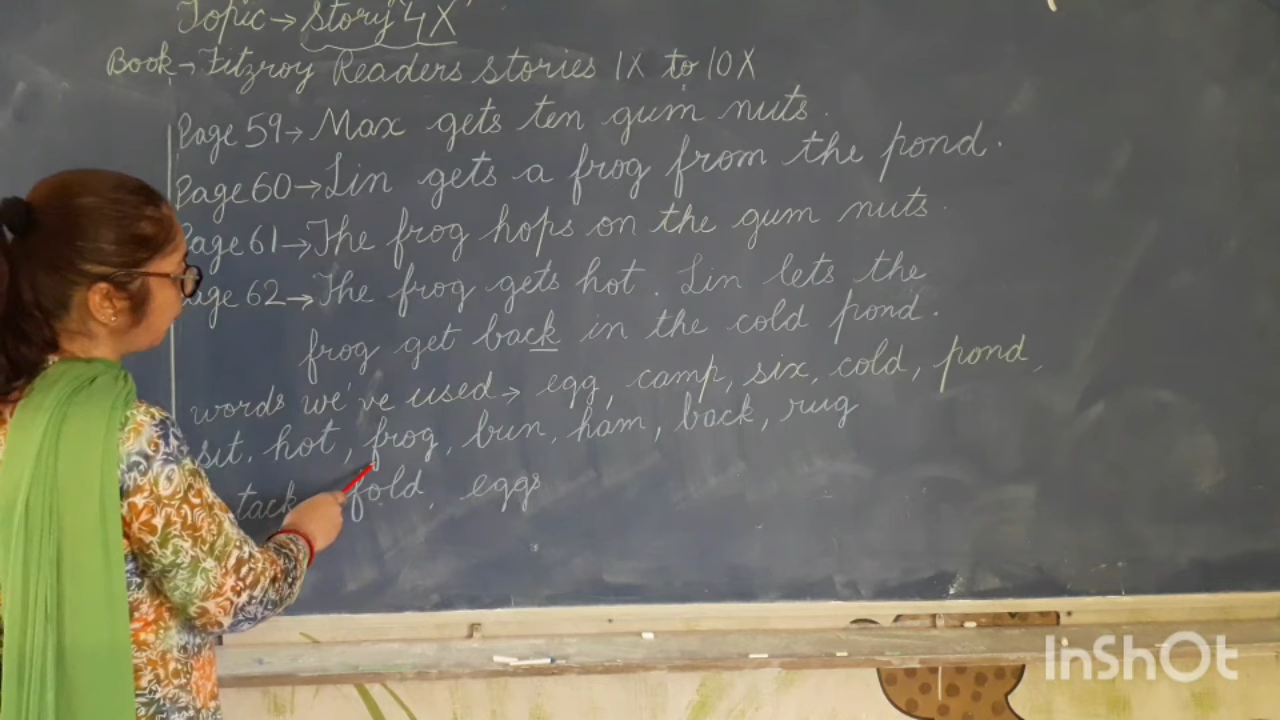 Topic → Story '4X'
Book → Fitzroy Readers stories 1X to 10X
Page 59 → Max gets ten gum nuts.
Page 60 → Lin gets a frog from the pond.
Page 61 → The frog hops on the gum nuts.
Page 62 → The frog gets hot. Lin lets the
frog get back in the cold pond.
words we've used → egg, camp, six, cold, pond,
sit, hot, frog, bun, ham, back, rug
tack fold, eggs
InShOt